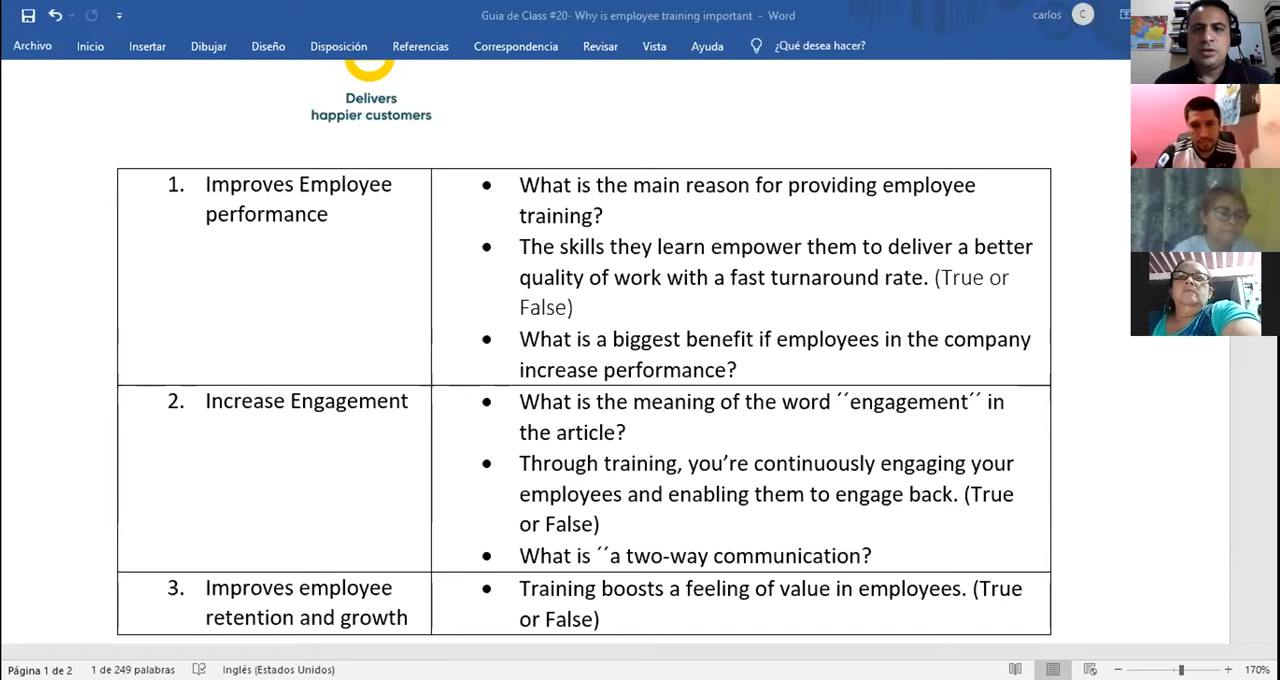 Guia de Class #20- Why is employee training important - Word
carlos
C
Archivo
Inicio
Insertar
Dibujar
Diseño
Disposición
Referencias
Correspondencia
Revisar
Vista
Ayuda
¿Qué desea hacer?
Delivers
happier customers
1. Improves Employee
performance
• What is the main reason for providing employee
training?
• The skills they learn empower them to deliver a better
quality of work with a fast turnaround rate. (True or
False)
• What is a biggest benefit if employees in the company
increase performance?
2. Increase Engagement
• What is the meaning of the word ´´engagement´´ in
the article?
• Through training, you’re continuously engaging your
employees and enabling them to engage back. (True
or False)
• What is ´´a two-way communication?
3. Improves employee
retention and growth
• Training boosts a feeling of value in employees. (True
or False)
Página 1 de 2
1 de 249 palabras
Inglés (Estados Unidos)
170%